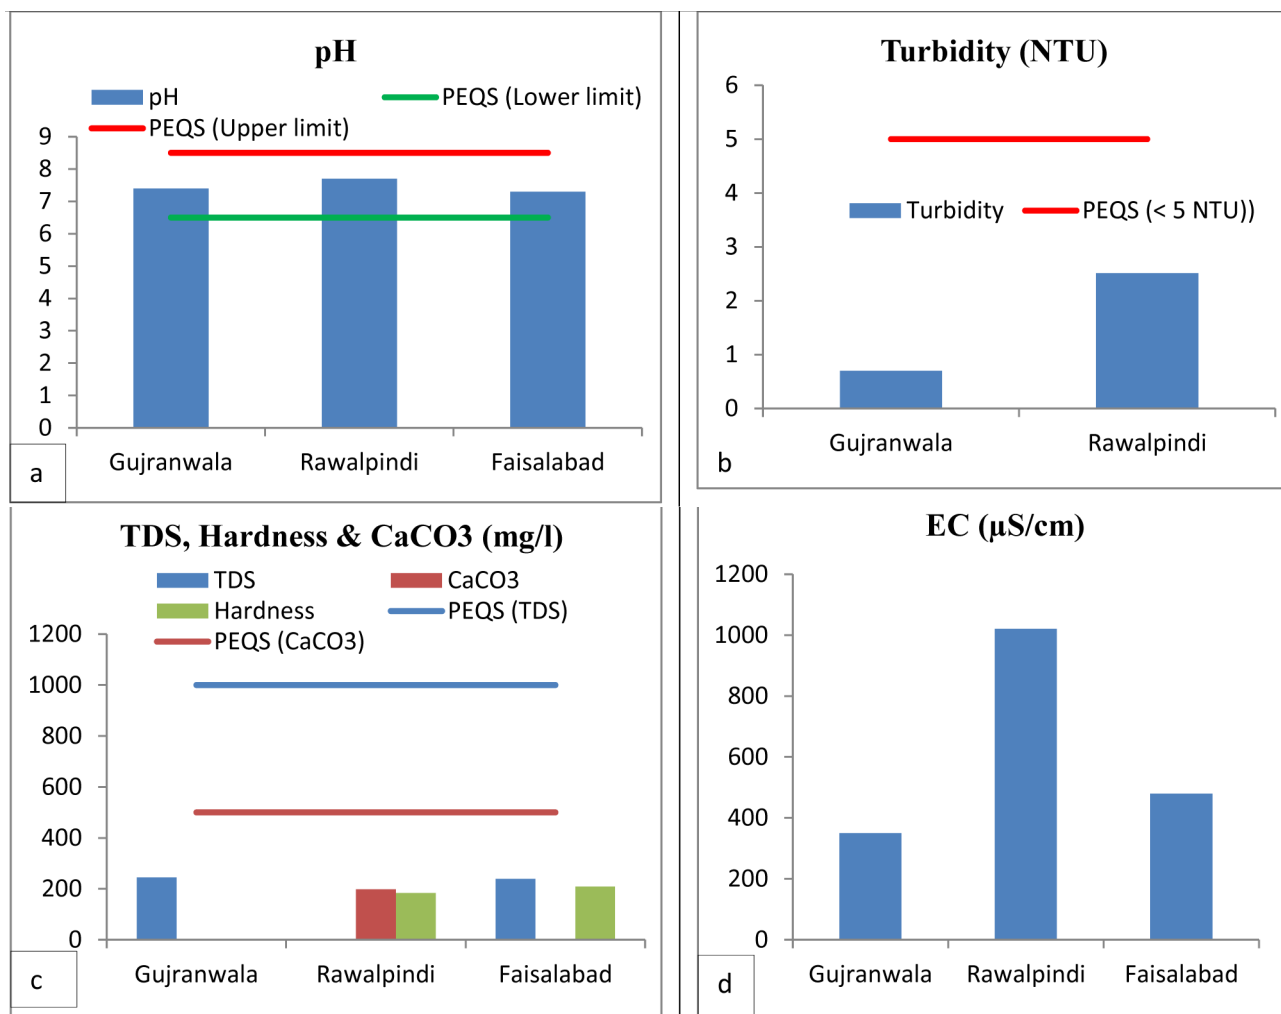 pH
pH PEQS (Lower limit)
PEQS (Upper limit)
9
8
7
6
5
4
3
2
1
0
Gujranwala Rawalpindi Faisalabad
a
Turbidity (NTU)
6
5
4
3
2
1
0
Turbidity PEQS (< 5 NTU))
Gujranwala Rawalpindi
b
TDS, Hardness & CaCO3 (mg/l)
TDS CaCO3
Hardness PEQS (TDS)
PEQS (CaCO3)
1200
1000
800
600
400
200
0
Gujranwala Rawalpindi Faisalabad
c
EC (μS/cm)
1200
1000
800
600
400
200
0
Gujranwala Rawalpindi Faisalabad
d